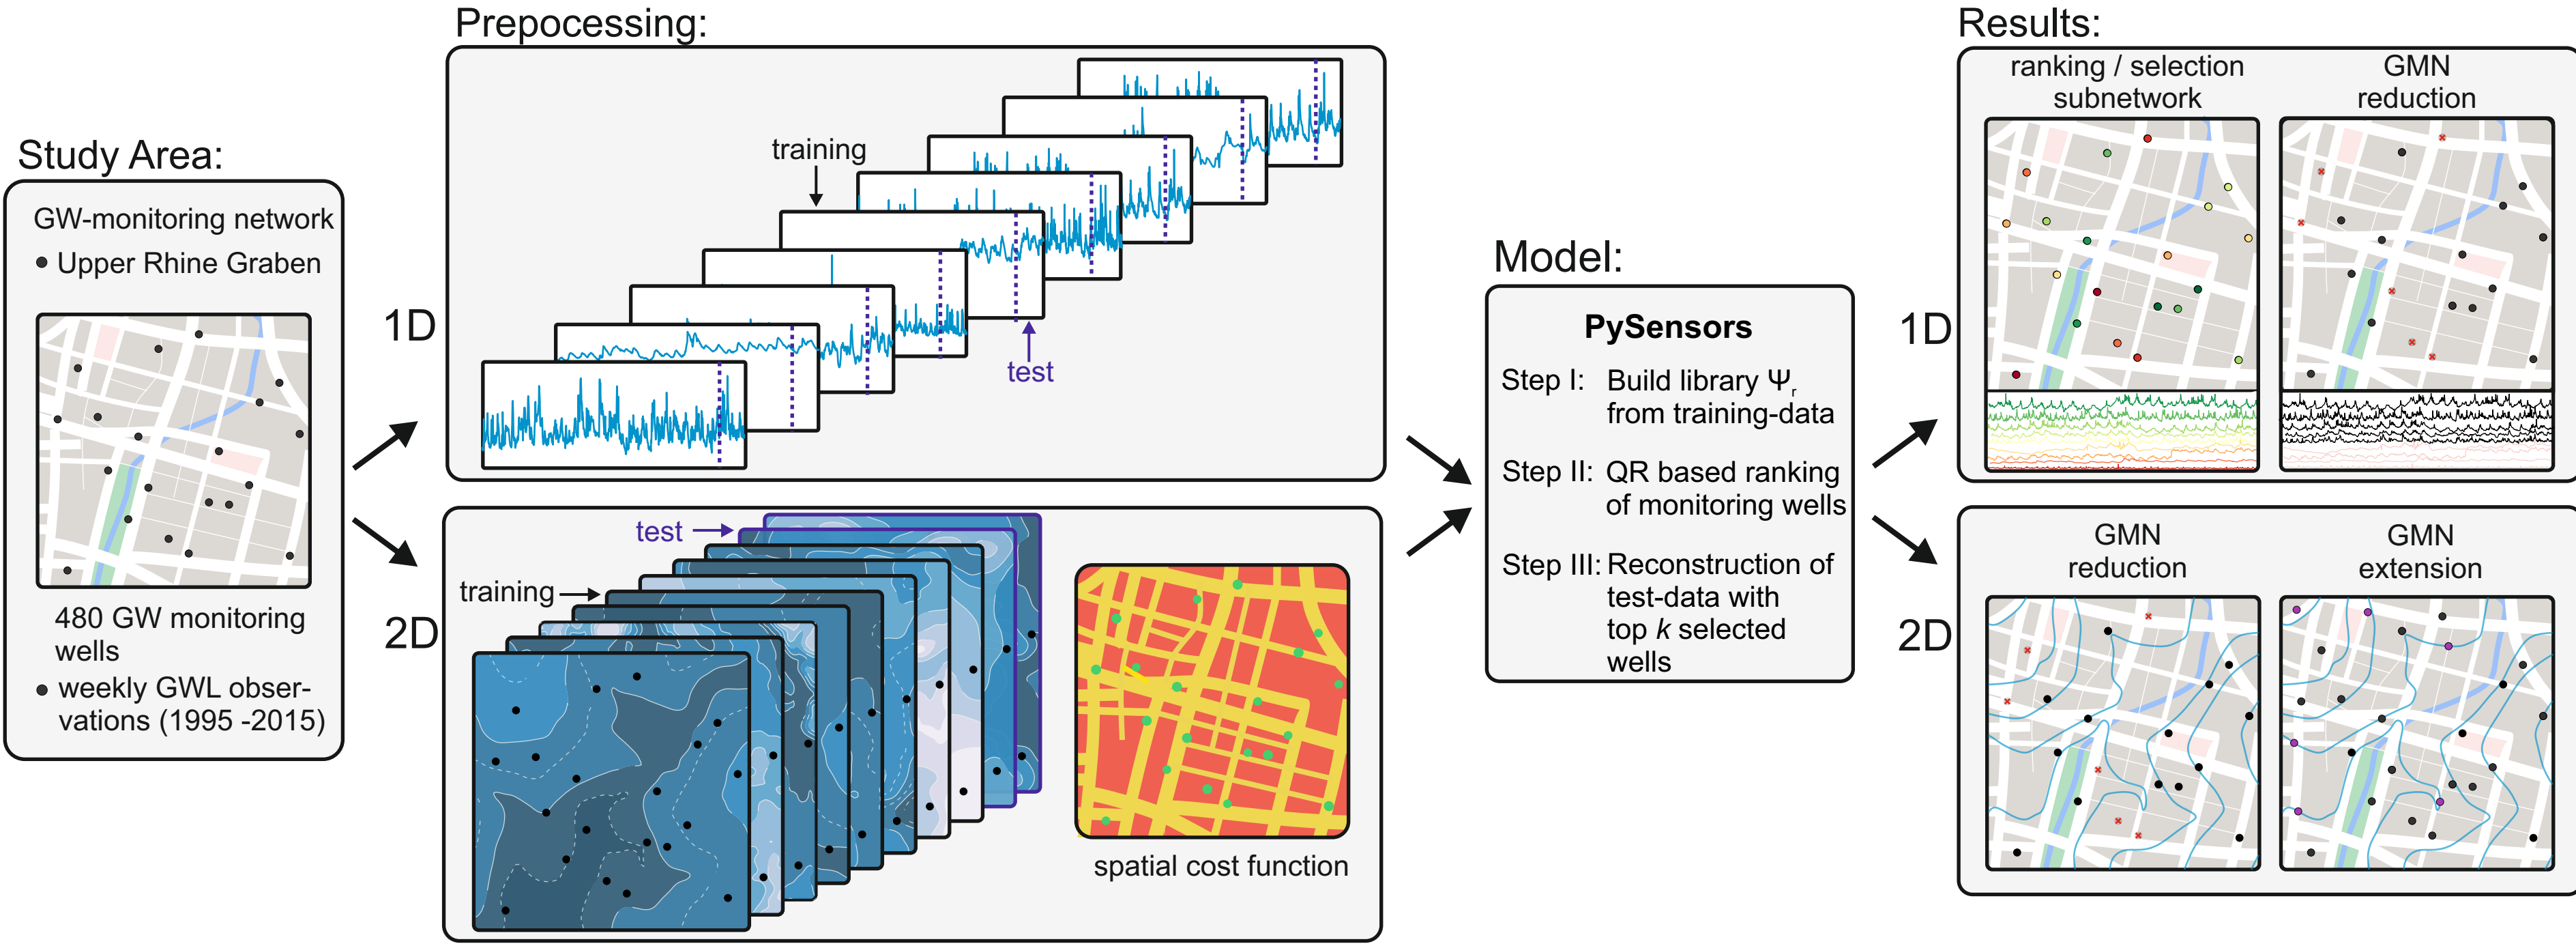 Study Area:
GW-monitoring network
Upper Rhine Graben
480 GW monitoring
wells
weekly GWL obser-
vations (1995 -2015)
Prepocessing:
1D
training
test
2D
test
training
spatial cost function
Model:
PySensors
Step I: Build library Ψr
from training-data
Step II: QR based ranking
of monitoring wells
Step III: Reconstruction of
test-data with
top k selected
wells
Results:
1D
ranking / selection
subnetwork
GMN
reduction
2D
GMN
reduction
GMN
extension